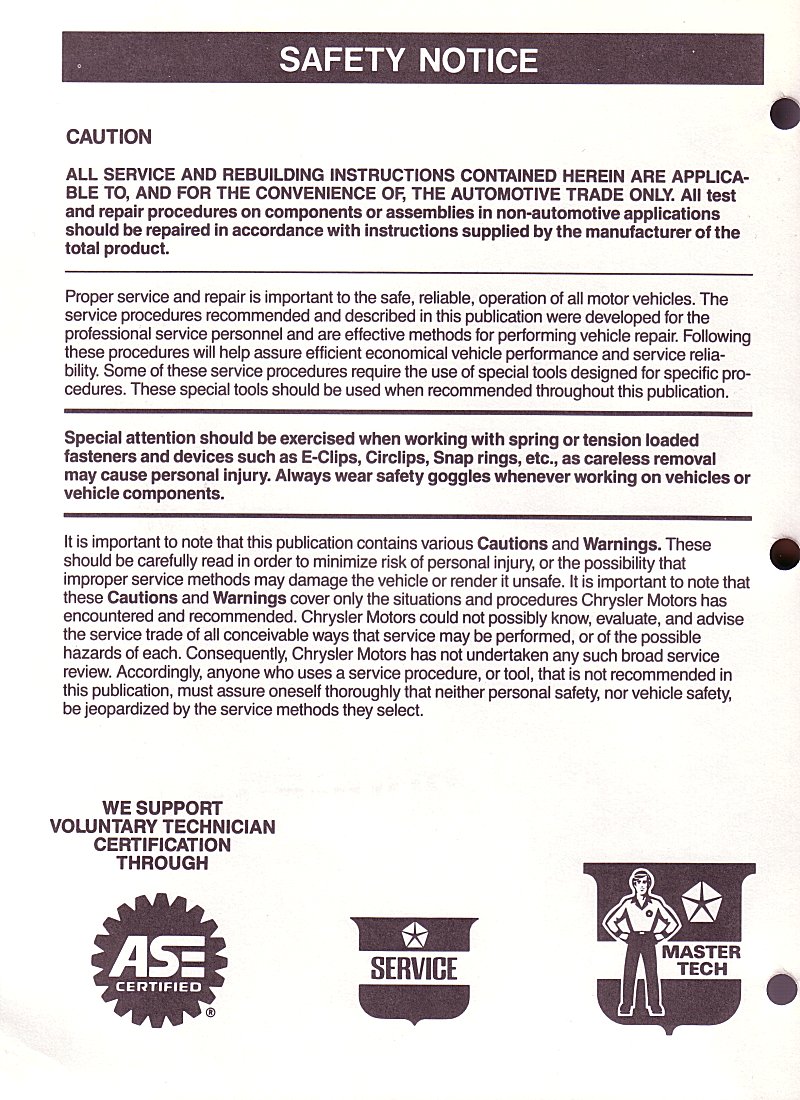 SAFETY NOTICE
CAUTION
ALL SERVICE AND REBUILDING INSTRUCTIONS CONTAINED HEREIN ARE APPLICA-
BLE TO, AND FOR THE CONVENIENCE OF, THE AUTOMOTIVE TRADE ONLY. All test
and repair procedures on components or assemblies in non-automotive applications
should be repaired in accordance with instructions supplied by the manufacturer of the
total product.
Proper service and repair is important to the safe, reliable, operation of all motor vehicles. The
service procedures recommended and described in this publication were developed for the
professional service personnel and are effective methods for performing vehicle repair. Following
these procedures will help assure efficient economical vehicle performance and service relia-
bility. Some of these service procedures require the use of special tools designed for specific pro-
cedures. These special tools should be used when recommended throughout this publication.
Special attention should be exercised when working with spring or tension loaded
fasteners and devices such as E-Clips, Circlips, Snap rings, etc., as careless removal
may cause personal injury. Always wear safety goggles whenever working on vehicles or
vehicle components.
It is important to note that this publication contains various Cautions and Warnings. These
should be carefully read in order to minimize risk of personal injury, or the possibility that
improper service methods may damage the vehicle or render it unsafe. It is important to note that
these Cautions and Warnings cover only the situations and procedures Chrysler Motors has
encountered and recommended. Chrysler Motors could not possibly know, evaluate, and advise
the service trade of all conceivable ways that service may be performed, or of the possible
hazards of each. Consequently, Chrysler Motors has not undertaken any such broad service
review. Accordingly, anyone who uses a service procedure, or tool, that is not recommended in
this publication, must assure oneself thoroughly that neither personal safety, nor vehicle safety,
be jeopardized by the service methods they select.
WE SUPPORT
VOLUNTARY TECHNICIAN
CERTIFICATION
THROUGH
ASE
CERTIFIED
®
SERVICE
MASTER
TECH